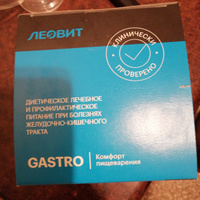 ЛЕОВИТ
КЛИНИЧЕСКИ
ПРОВЕРЕНО
ДИЕТИЧЕСКОЕ ЛЕЧЕБНОЕ
И ПРОФИЛАКТИЧЕСКОЕ
ПИТАНИЕ ПРИ БОЛЕЗНЯХ
ЖЕЛУДОЧНО-КИШЕЧНОГО
ТРАКТА
GASTRO
Комфорт
пищеварения